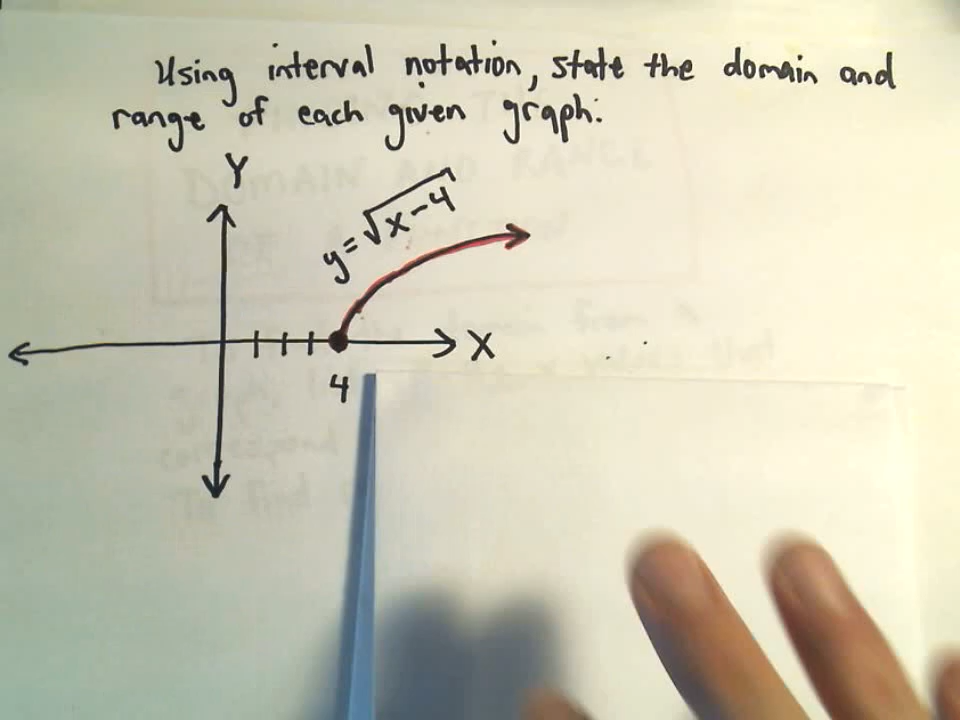 Using interval notation, state the domain and
range of each given graph:
Y
y=√x-4
X
4